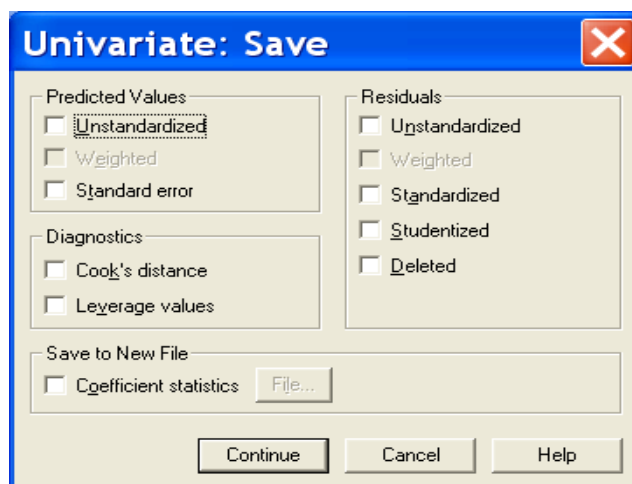 Univariate: Save
Predicted Values
Unstandardized
Weighted
Standard error
Diagnostics
Cook's distance
Leverage values
Residuals
Unstandardized
Weighted
Standardized
Studentized
Deleted
Save to New File
Coefficient statistics File...
Continue Cancel Help